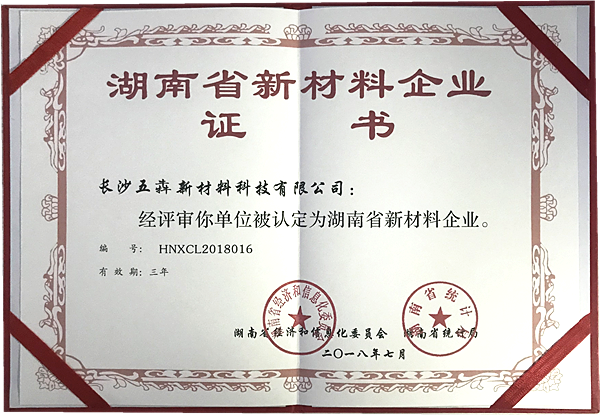 湖南省新材料企业
证书
长沙五犇新材料科技有限公司：
经评审你单位被认定为湖南省新材料企业。
编 号： HNXCL2018016
有 效 期：三年
湖南省经济和信息化委员会 湖南省统计局
二〇一八年七月